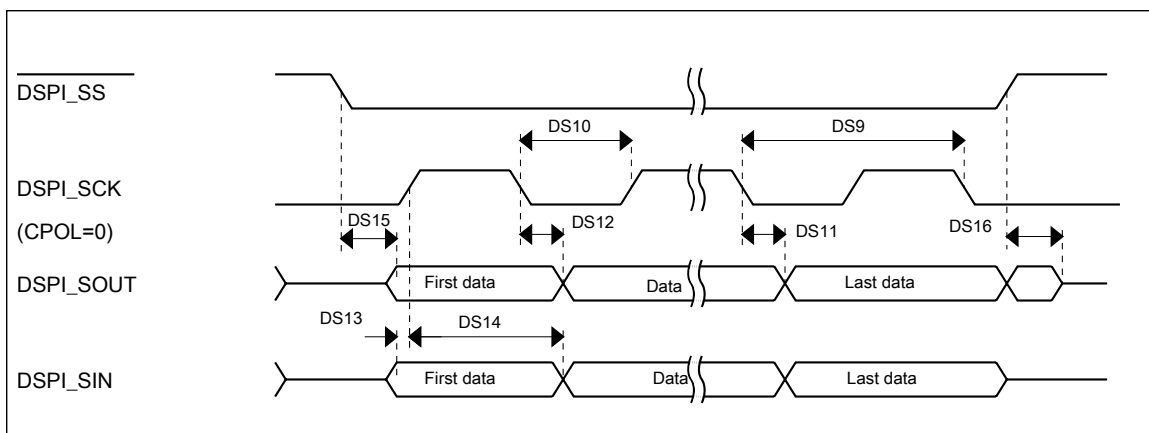 DSPI_SS
DS10
DS9
DSPI_SCK
(CPOL=0)
DS15
DS12
DS11
DS16
DSPI_SOUT
First data
Data
Last data
DS13
DS14
DSPI_SIN
First data
Data
Last data